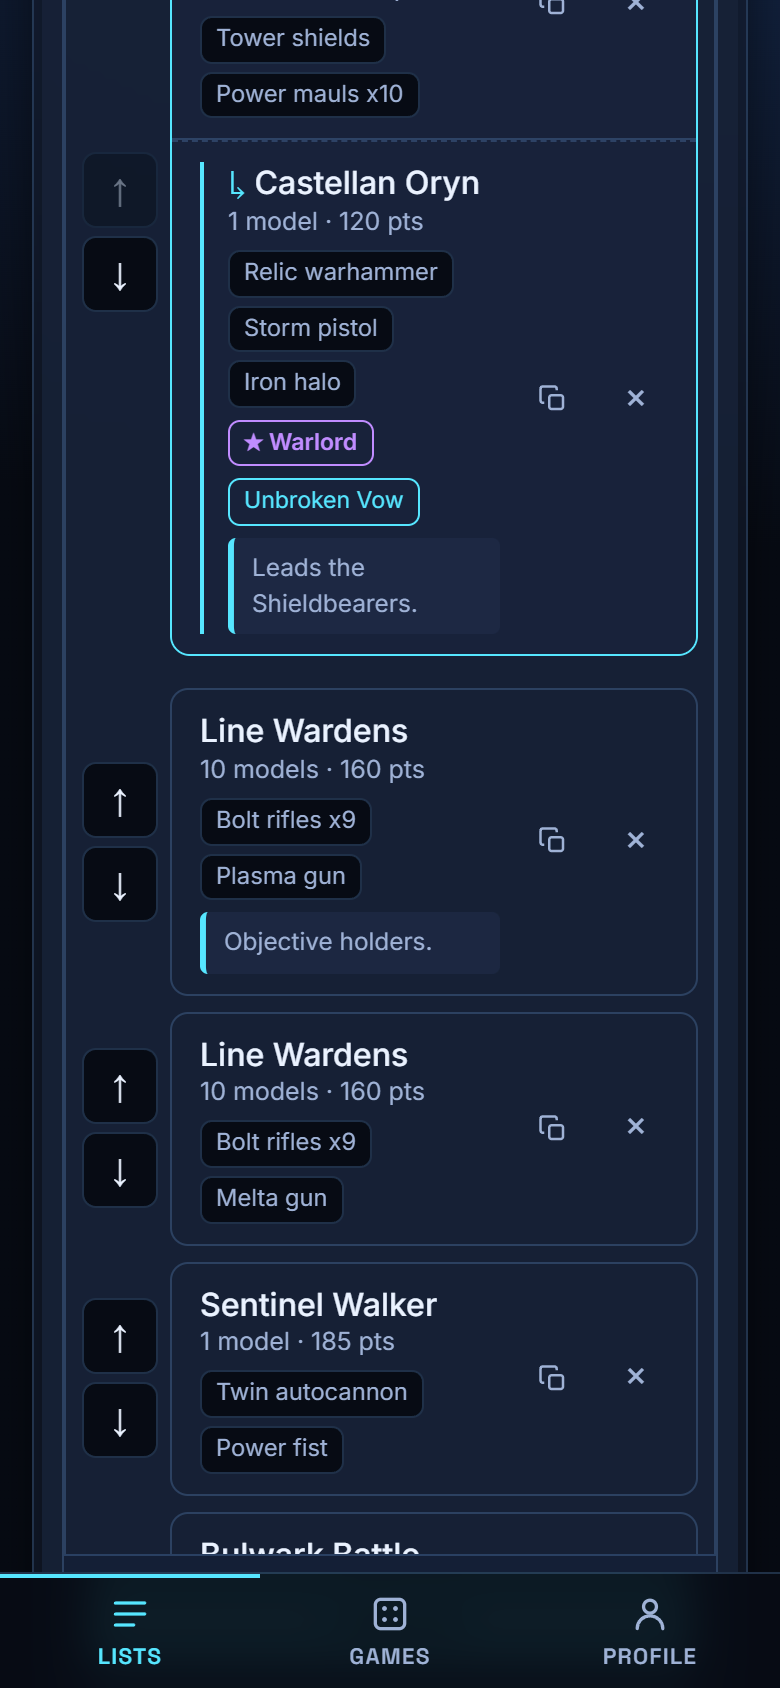 Tower shields
Power mauls x10
↳ Castellan Oryn
1 model · 120 pts
Relic warhammer
Storm pistol
Iron halo
★ Warlord
Unbroken Vow
Leads the
Shieldbearers.
Line Wardens
10 models · 160 pts
Bolt rifles x9
Plasma gun
Objective holders.
Line Wardens
10 models · 160 pts
Bolt rifles x9
Melta gun
Sentinel Walker
1 model · 185 pts
Twin autocannon
Power fist
Bulwark Battle
LISTS
GAMES
PROFILE